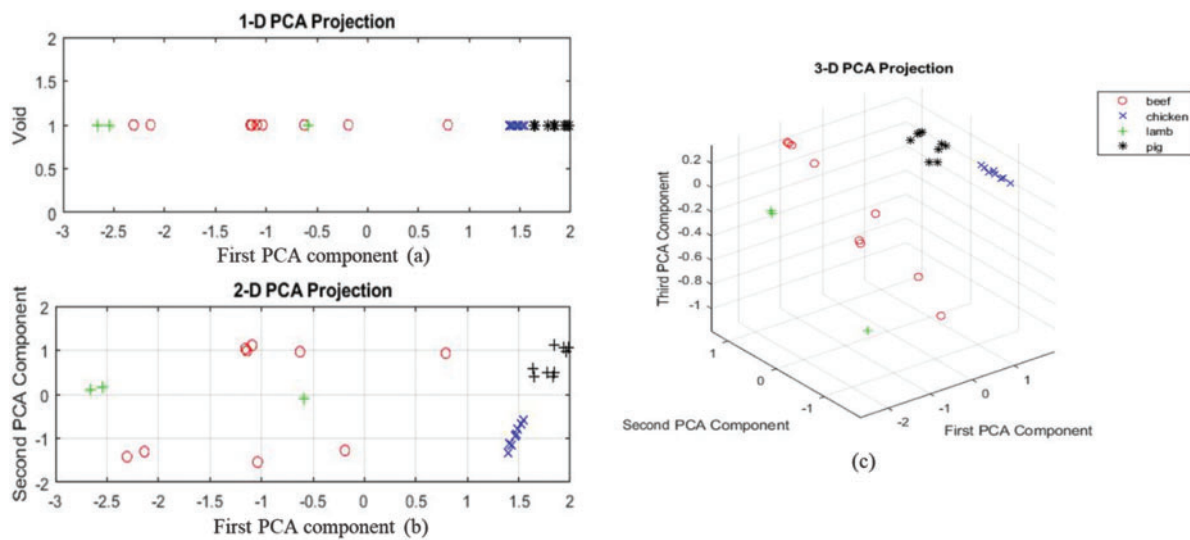 1-D PCA Projection
2
1.5
1
0.5
0
Void
-3 -2.5 -2 -1.5 -1 -0.5 0 0.5 1 1.5 2
First PCA component (a)
2-D PCA Projection
2
1
0
-1
-2
Second PCA Component
-3 -2.5 -2 -1.5 -1 -0.5 0 0.5 1 1.5 2
First PCA component (b)
3-D PCA Projection
0.2
0
-0.2
-0.4
-0.6
-0.8
-1
Third PCA Component
1 0 -1
Second PCA Component
-2 -1 0 1
First PCA Component
(c)
beef
chicken
lamb
pig